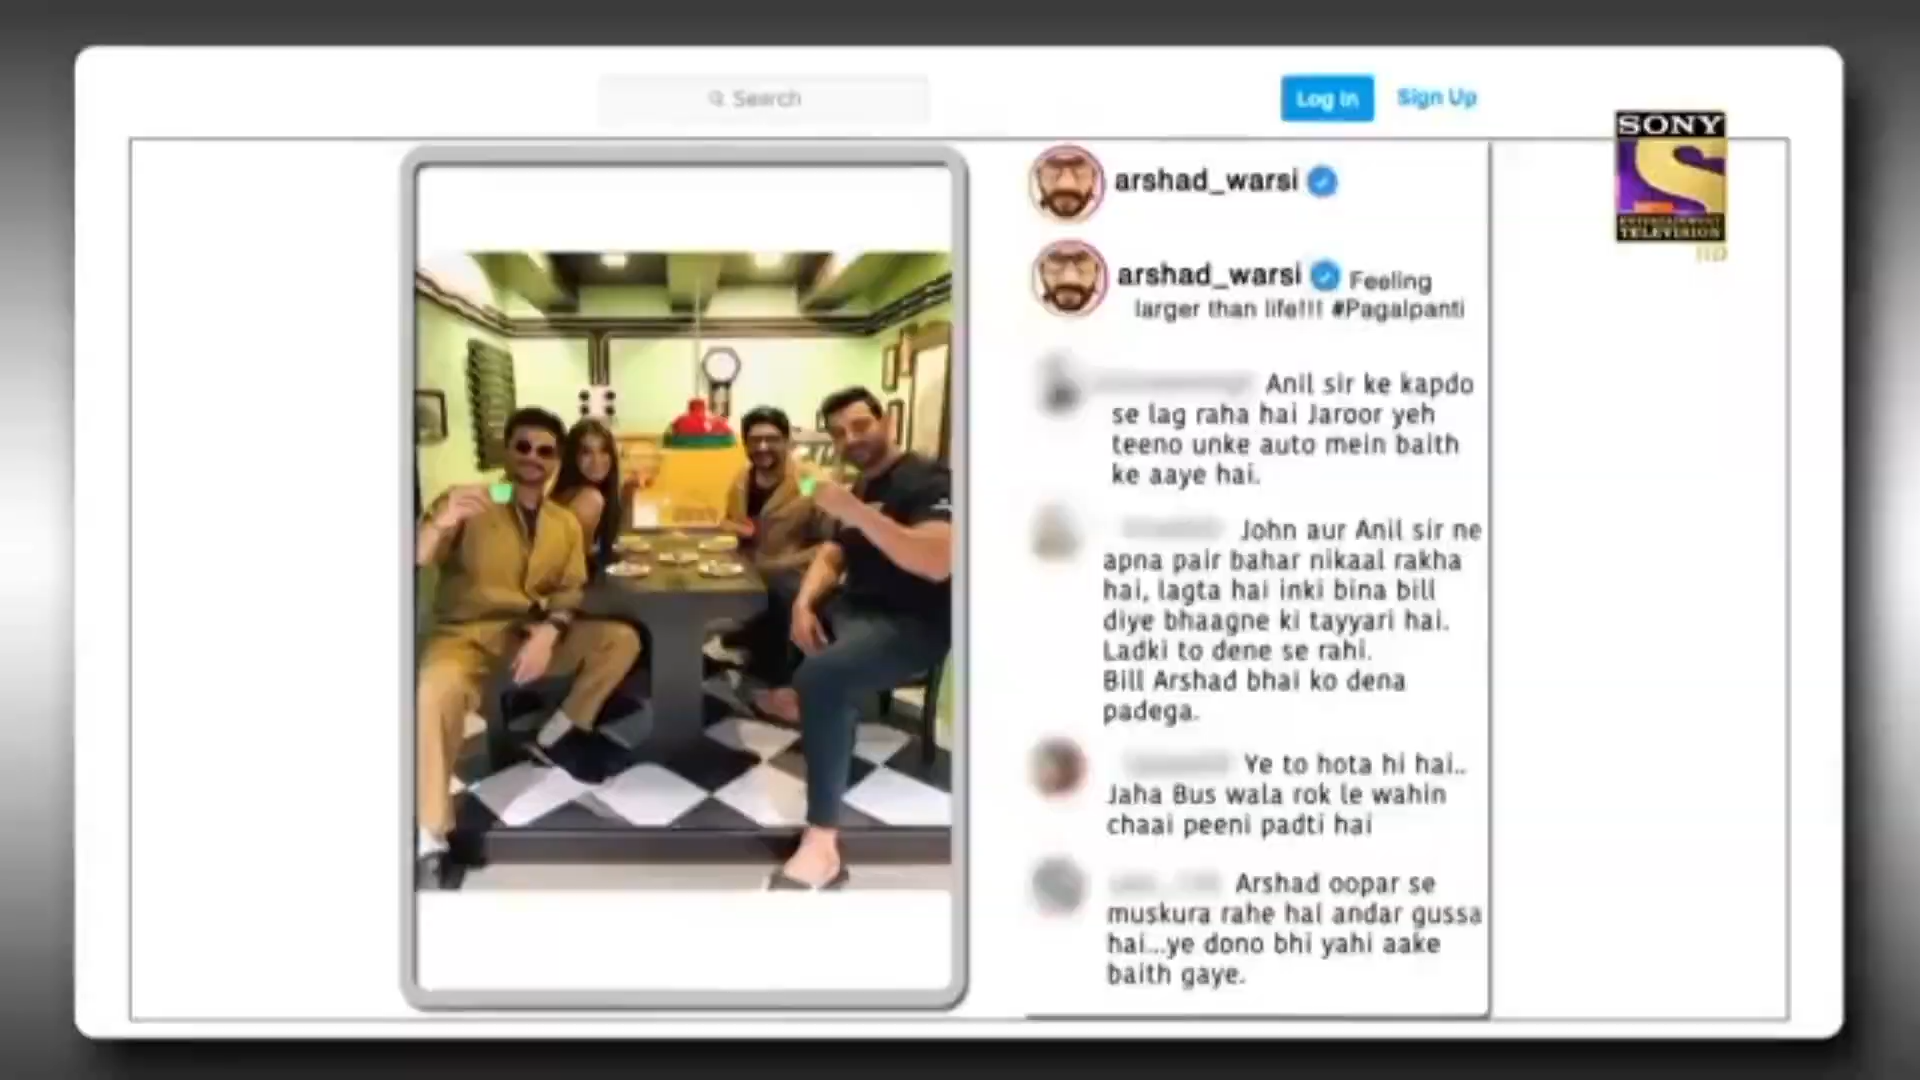 Search
Log In
Sign Up
SONY
ENTERTAINMENT
TELEVISION
HD
arshad_warsi
arshad_warsi Feeling
larger than life!!! #Pagalpanti
Anil sir ke kapdo
se lag raha hai Jaroor yeh
teeno unke auto mein baith
ke aaye hai.
John aur Anil sir ne
apna pair bahar nikaal rakha
hai, lagta hai inki bina bill
diye bhaagne ki tayyari hai.
Ladki to dene se rahi.
Bill Arshad bhai ko dena
padega.
Ye to hota hi hai..
Jaha Bus wala rok le wahin
chaai peeni padti hai
Arshad oopar se
muskura rahe hai andar gussa
hai...ye dono bhi yahi aake
baith gaye.